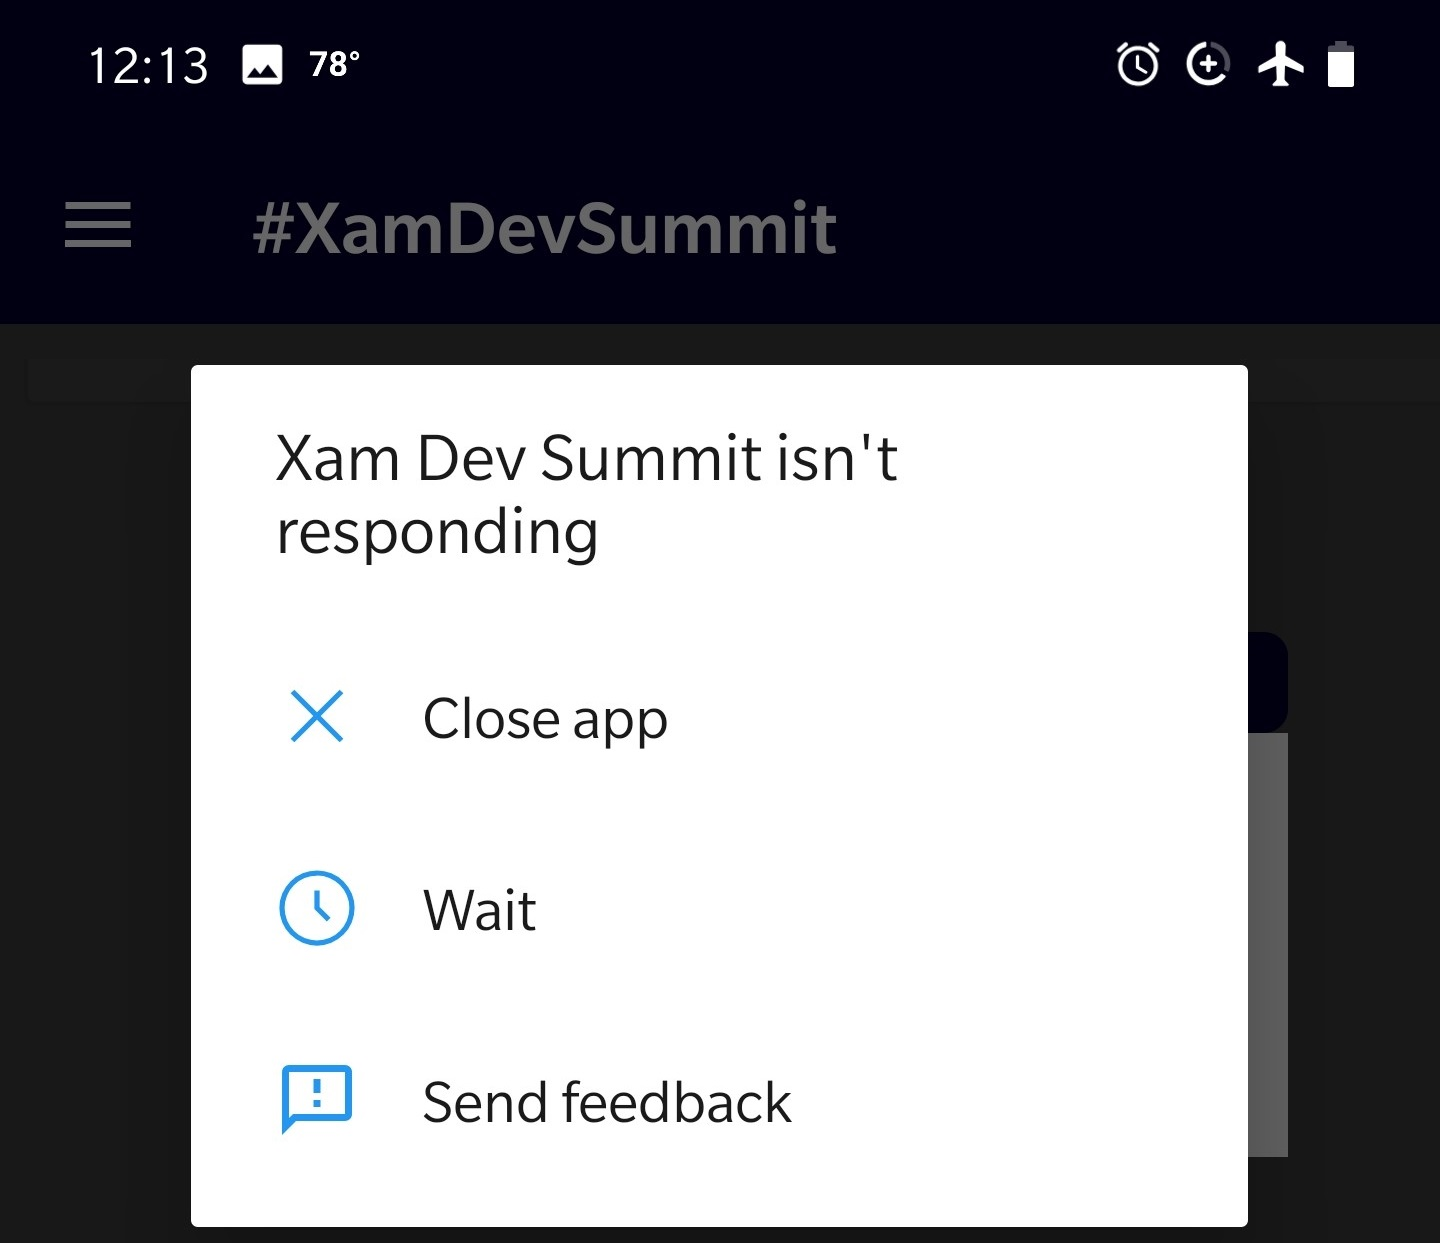 12:13 78°
#XamDevSummit
Xam Dev Summit isn't
responding
Close app
Wait
Send feedback